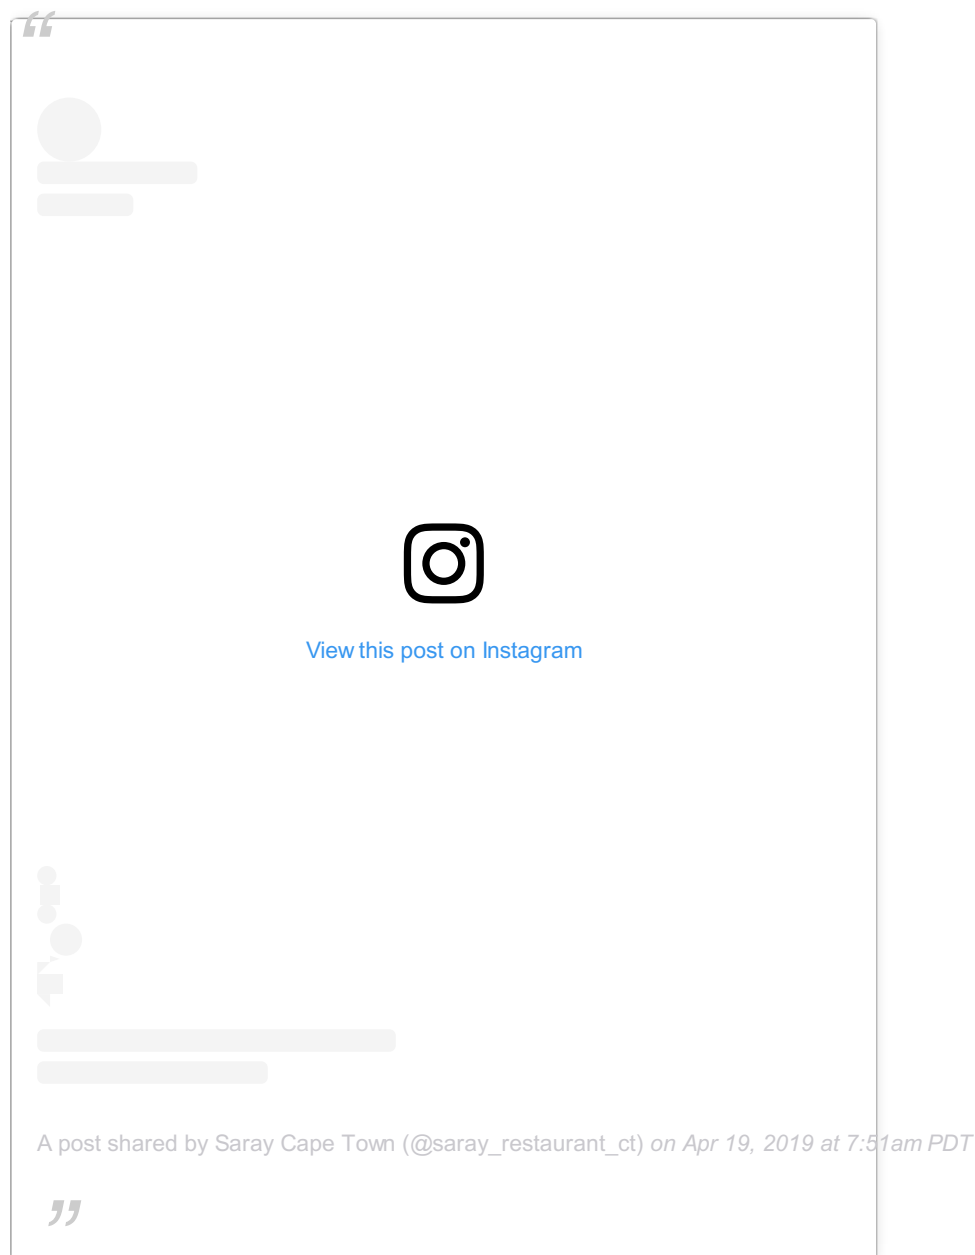 “
View this post on Instagram
A post shared by Saray Cape Town (@saray_restaurant_ct) on Apr 19, 2019 at 7:51am PDT
”